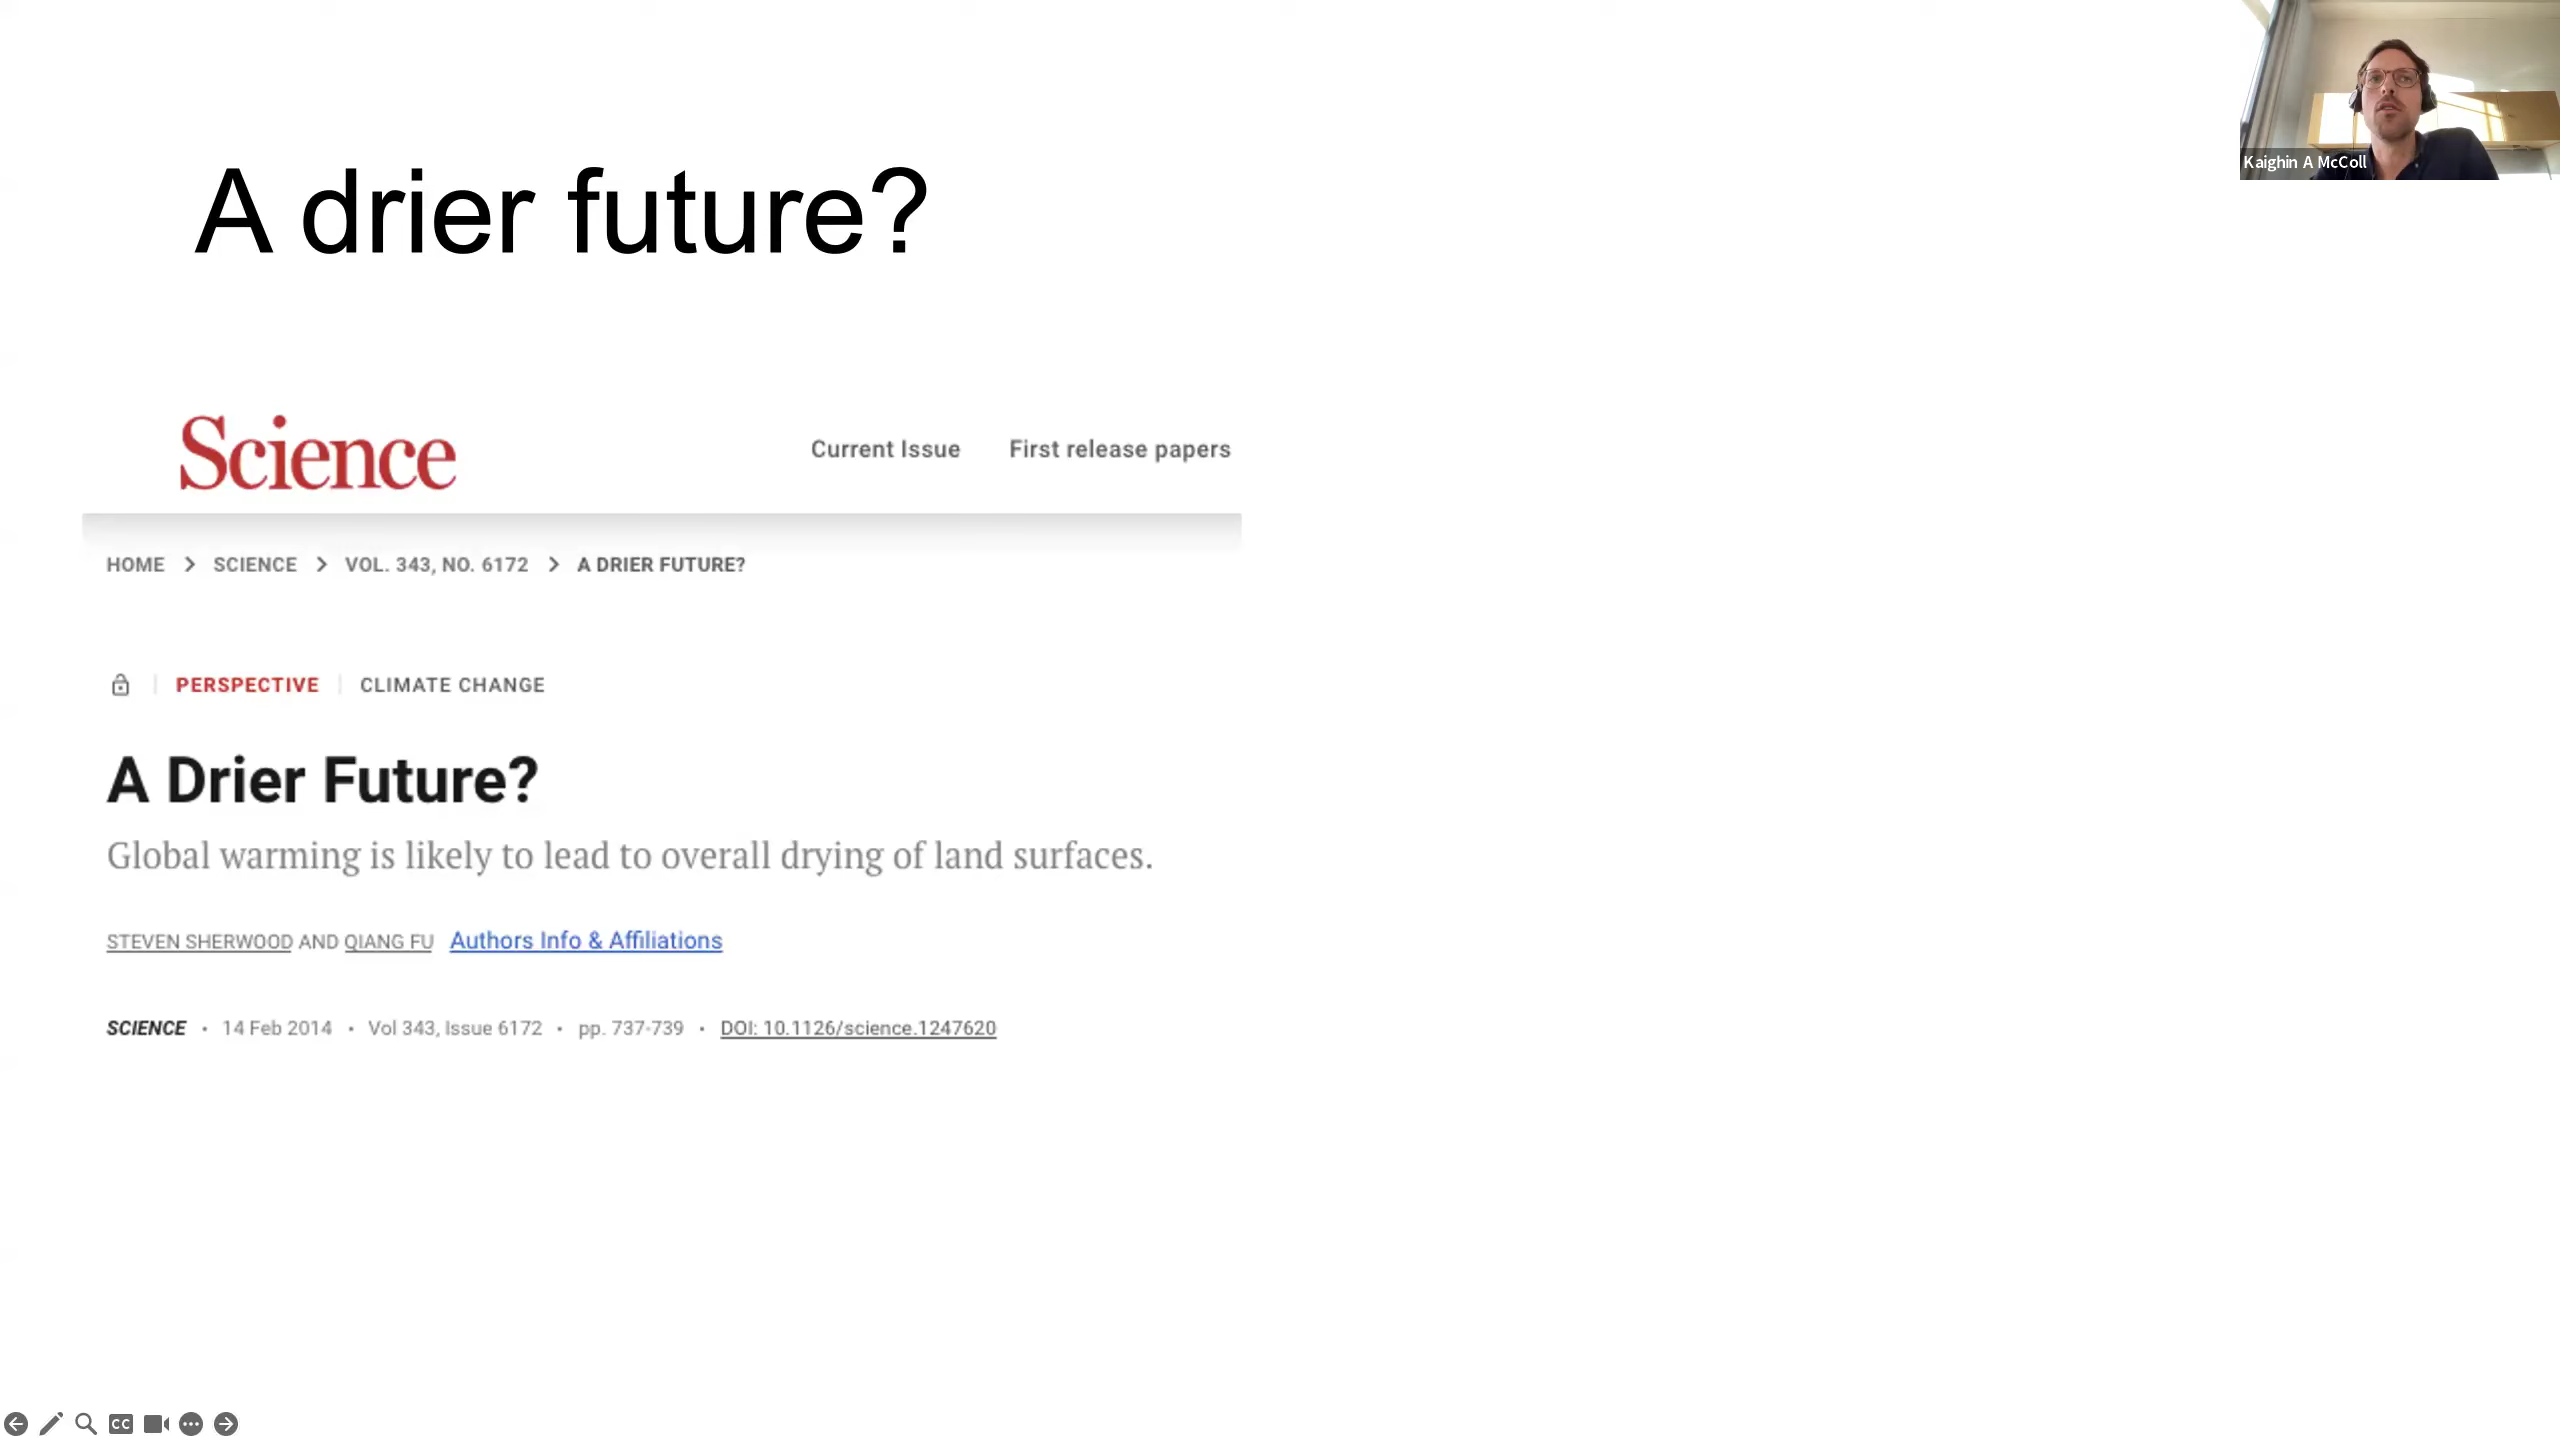 Kaighin A McColl
A drier future?
Science
Current Issue First release papers
HOME > SCIENCE > VOL. 343, NO. 6172 > A DRIER FUTURE?
PERSPECTIVE | CLIMATE CHANGE
A Drier Future?
Global warming is likely to lead to overall drying of land surfaces.
STEVEN SHERWOOD AND QIANG FU Authors Info & Affiliations
SCIENCE • 14 Feb 2014 • Vol 343, Issue 6172 • pp. 737-739 • DOI: 10.1126/science.1247620
CC